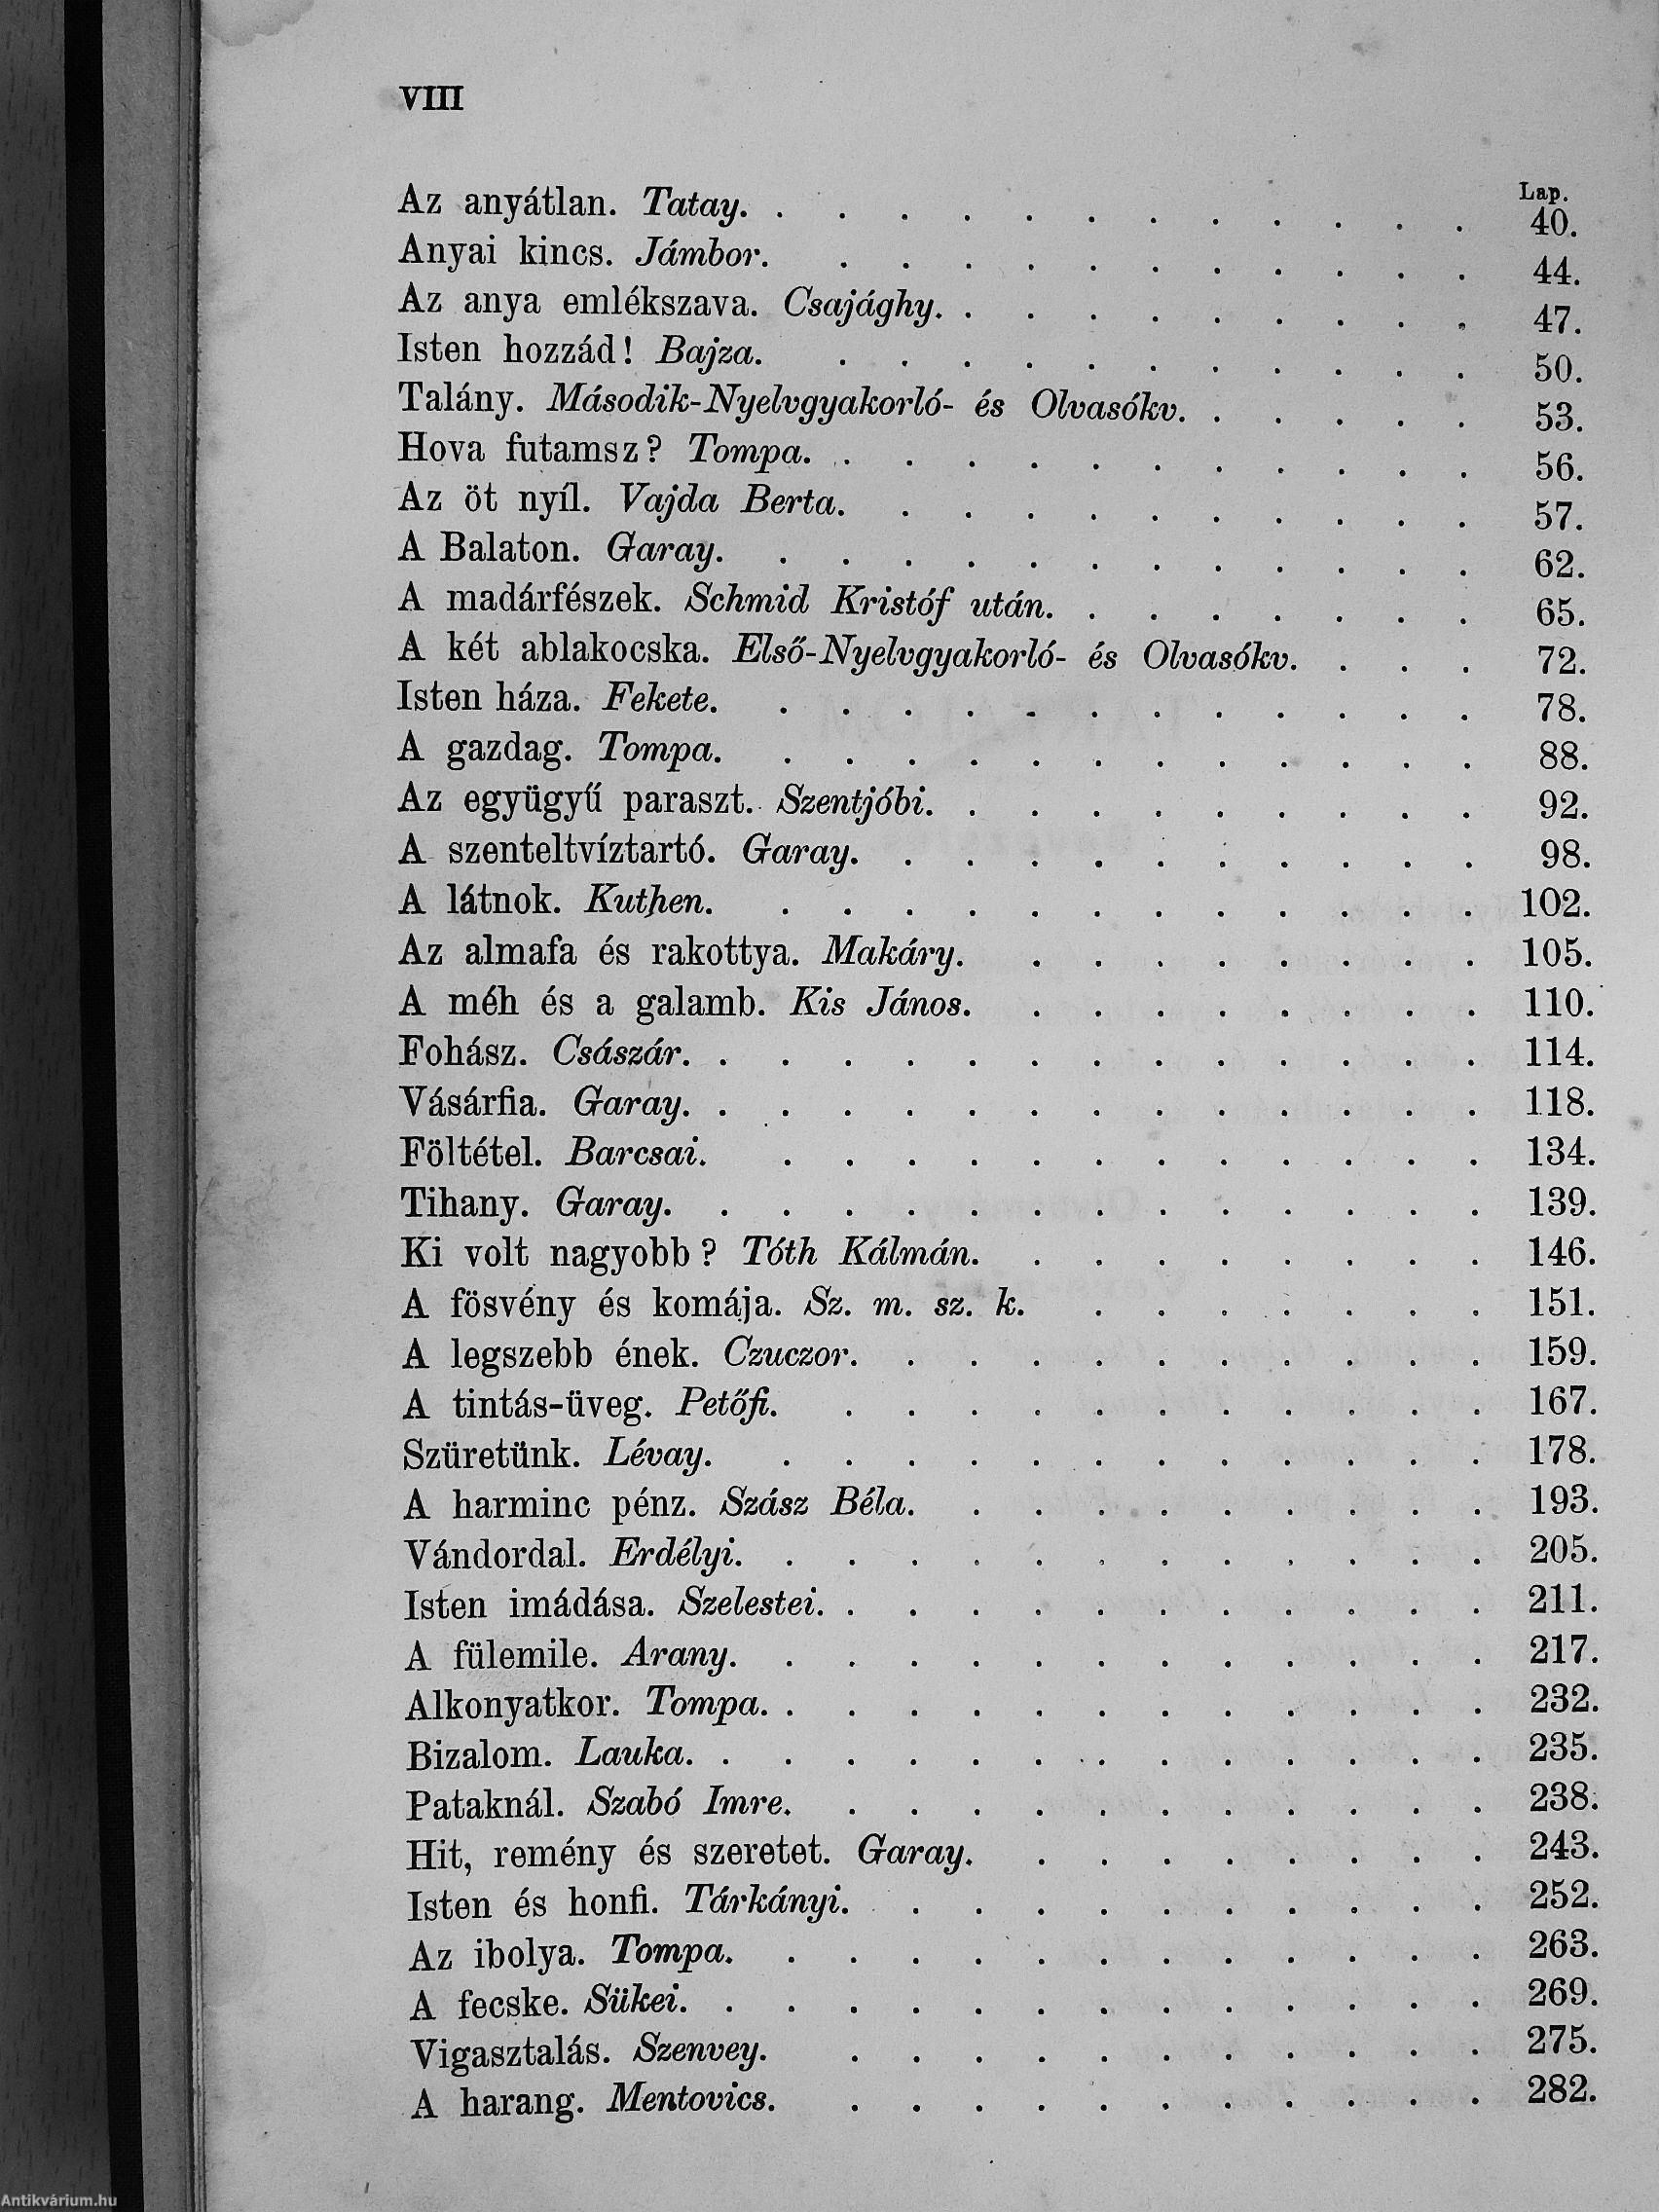 VIII
Lap.
Az anyátlan. Tatay. . . . . . . . . . . . . 40.
Anyai kincs. Jámbor. . . . . . . . . . . . 44.
Az anya emlékszava. Csajághy. . . . . . . . . . 47.
Isten hozzád! Bajza. . . . . . . . . . . . 50.
Talány. Második-Nyelvgyakorló- és Olvasókv. . . . . . 53.
Hova futamsz? Tompa. . . . . . . . . . . . 56.
Az öt nyíl. Vajda Berta. . . . . . . . . . . 57.
A Balaton. Garay. . . . . . . . . . . . . 62.
A madárfészek. Schmid Kristóf után. . . . . . . . 65.
A két ablakocska. Első-Nyelvgyakorló- és Olvasókv. . . . 72.
Isten háza. Fekete. . . . . . . . . . . . . 78.
A gazdag. Tompa. . . . . . . . . . . . . 88.
Az együgyű paraszt. Szentjóbi. . . . . . . . . . 92.
A szenteltvíztartó. Garay. . . . . . . . . . . 98.
A látnok. Kuthen. . . . . . . . . . . . . 102.
Az almafa és rakottya. Makáry. . . . . . . . . 105.
A méh és a galamb. Kis János. . . . . . . . . 110.
Fohász. Császár. . . . . . . . . . . . . . 114.
Vásárfia. Garay. . . . . . . . . . . . . . 118.
Föltétel. Barcsai. . . . . . . . . . . . . 134.
Tihany. Garay. . . . . . . . . . . . . . 139.
Ki volt nagyobb? Tóth Kálmán. . . . . . . . . 146.
A fösvény és komája. Sz. m. sz. k. . . . . . . . 151.
A legszebb ének. Czuczor. . . . . . . . . . . 159.
A tintás-üveg. Petőfi. . . . . . . . . . . . 167.
Szüretünk. Lévay. . . . . . . . . . . . . 178.
A harminc pénz. Szász Béla. . . . . . . . . . 193.
Vándordal. Erdélyi. . . . . . . . . . . . . 205.
Isten imádása. Szelestei. . . . . . . . . . . . 211.
A fülemile. Arany. . . . . . . . . . . . . 217.
Alkonyatkor. Tompa. . . . . . . . . . . . . 232.
Bizalom. Lauka. . . . . . . . . . . . . . 235.
Pataknál. Szabó Imre. . . . . . . . . . . . 238.
Hit, remény és szeretet. Garay. . . . . . . . . 243.
Isten és honfi. Tárkányi. . . . . . . . . . . 252.
Az ibolya. Tompa. . . . . . . . . . . . . 263.
A fecske. Sükei. . . . . . . . . . . . . . 269.
Vigasztalás. Szenvey. . . . . . . . . . . . 275.
A harang. Mentovics. . . . . . . . . . . . 282.
Antikvárium.hu